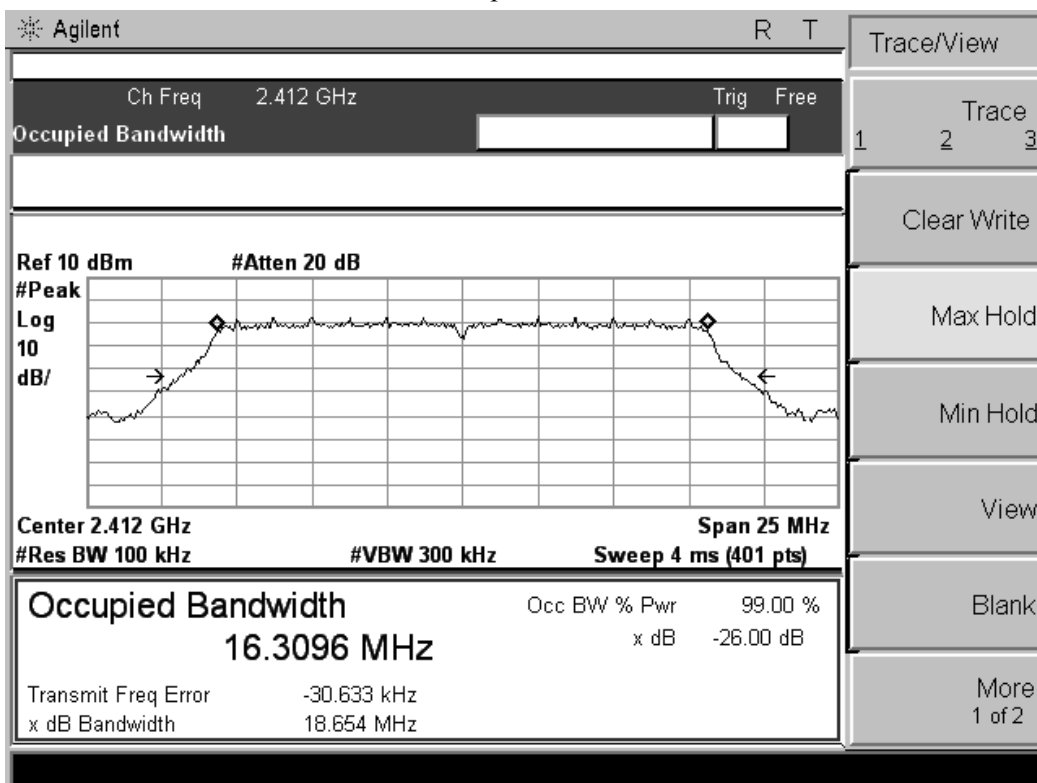 Agilent R T
Ch Freq 2.412 GHz Trig Free
Occupied Bandwidth
Ref 10 dBm #Atten 20 dB
#Peak
Log
10
dB/
Center 2.412 GHz Span 25 MHz
#Res BW 100 kHz #VBW 300 kHz Sweep 4 ms (401 pts)
Occupied Bandwidth Occ BW % Pwr 99.00 %
16.3096 MHz x dB -26.00 dB
Transmit Freq Error -30.633 kHz
x dB Bandwidth 18.654 MHz
Trace/View
Trace
1 2 3
Clear Write
Max Hold
Min Hold
View
Blank
More
1 of 2